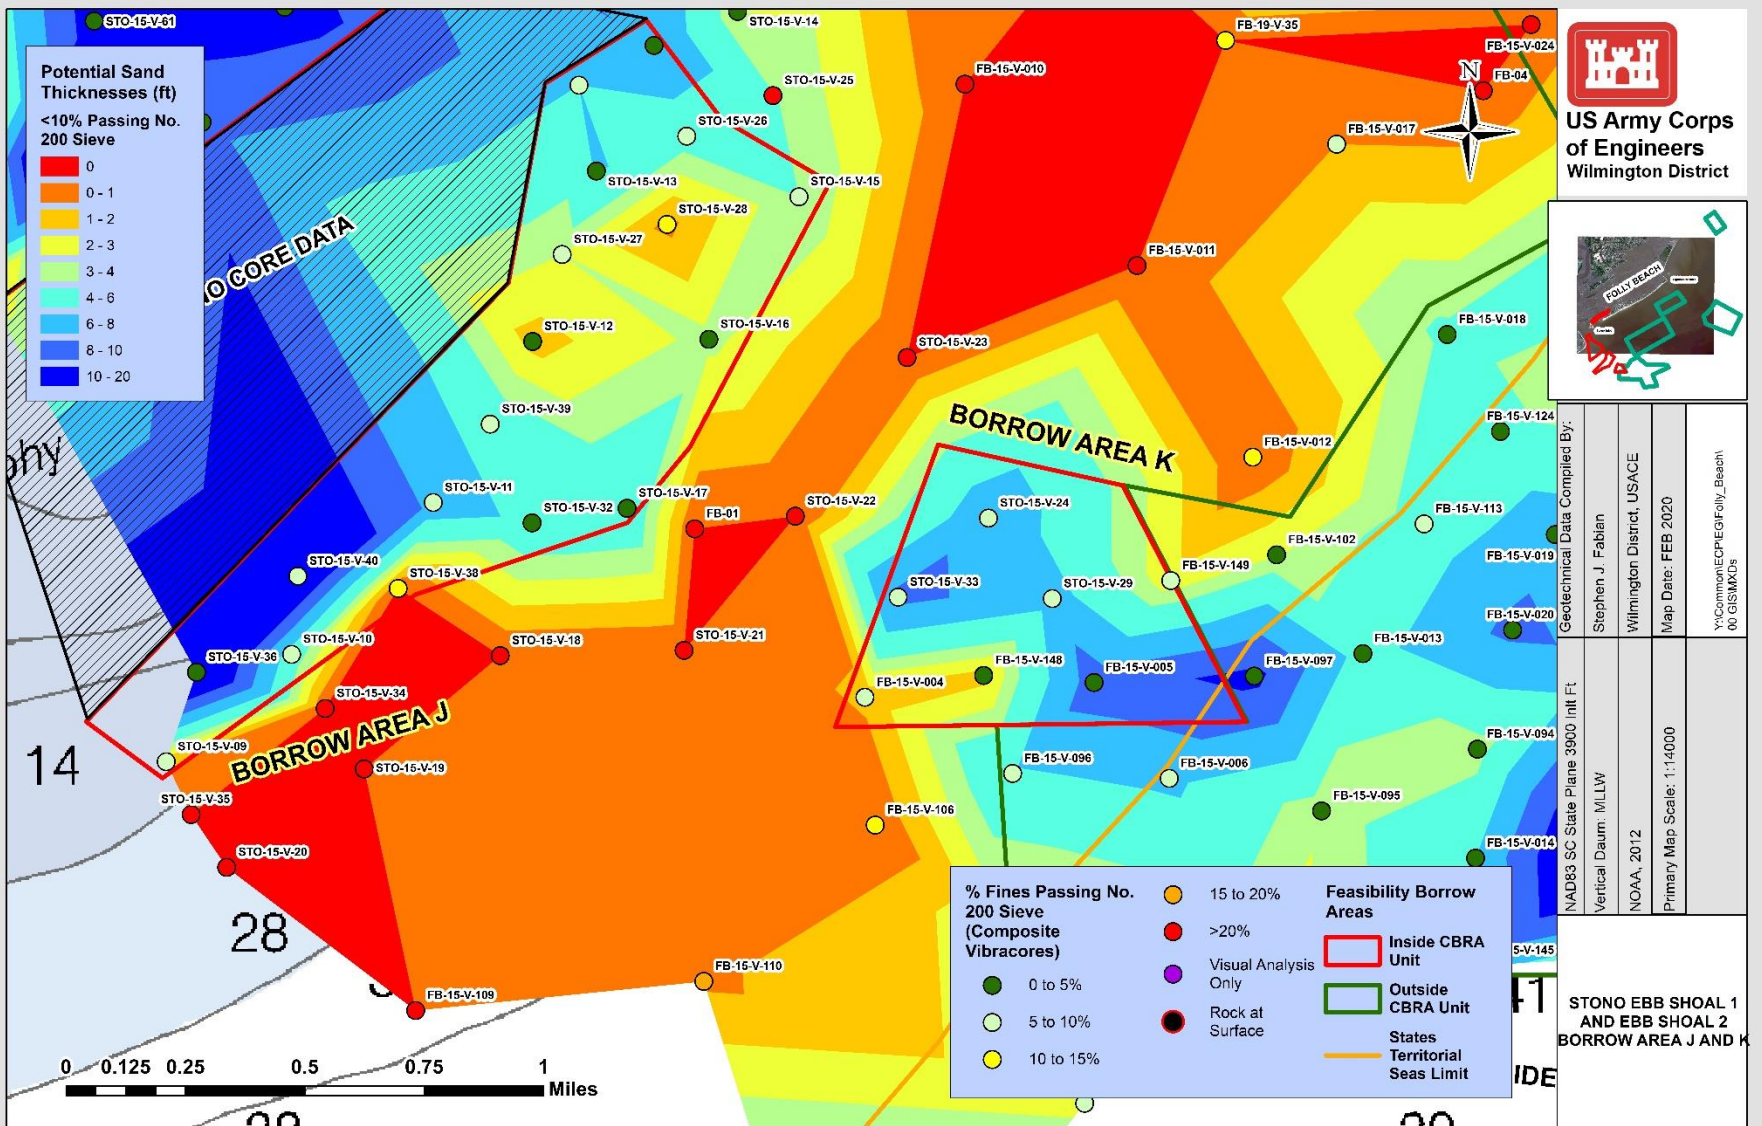 STO-15-V-61
STO-15-V-14
FB-19-V-35
FB-15-V-024
FB-04
FB-15-V-010
STO-15-V-25
STO-15-V-26
FB-15-V-017
STO-15-V-13
STO-15-V-15
STO-15-V-28
STO-15-V-27
FB-15-V-011
STO-15-V-12
STO-15-V-16
STO-15-V-23
FB-15-V-018
STO-15-V-39
FB-15-V-124
FB-15-V-012
STO-15-V-11
STO-15-V-32
STO-15-V-17
STO-15-V-22
FB-01
STO-15-V-24
FB-15-V-113
FB-15-V-102
FB-15-V-019
STO-15-V-40
STO-15-V-38
STO-15-V-33
STO-15-V-29
FB-15-V-149
FB-15-V-020
STO-15-V-10
STO-15-V-18
STO-15-V-21
STO-15-V-36
FB-15-V-013
FB-15-V-148
FB-15-V-005
FB-15-V-097
FB-15-V-004
STO-15-V-34
STO-15-V-09
STO-15-V-19
FB-15-V-094
FB-15-V-096
FB-15-V-006
STO-15-V-35
FB-15-V-106
FB-15-V-095
STO-15-V-20
FB-15-V-014
5-V-145
FB-15-V-110
FB-15-V-109
NO CORE DATA
BORROW AREA K
BORROW AREA J
phy
14
28
41
IDE
Potential Sand
Thicknesses (ft)
<10% Passing No.
200 Sieve
0
0 - 1
1 - 2
2 - 3
3 - 4
4 - 6
6 - 8
8 - 10
10 - 20
N
0 0.125 0.25 0.5 0.75 1
Miles
% Fines Passing No.
200 Sieve
(Composite
Vibracores)
0 to 5%
5 to 10%
10 to 15%
15 to 20%
>20%
Visual Analysis
Only
Rock at
Surface
Feasibility Borrow
Areas
Inside CBRA
Unit
Outside
CBRA Unit
States
Territorial
Seas Limit
US Army Corps
of Engineers
Wilmington District
FOLLY BEACH
Geotechnical Data Compiled By:
Stephen J. Fabian
Wilmington District, USACE
Map Date: FEB 2020
Y:\Common\ECP\EG\Folly_Beach\
00 GIS\MXDs
NAD83 SC State Plane 3900 Intl Ft
Vertical Datum: MLLW
NOAA, 2012
Primary Map Scale: 1:14000
STONO EBB SHOAL 1
AND EBB SHOAL 2
BORROW AREA J AND K